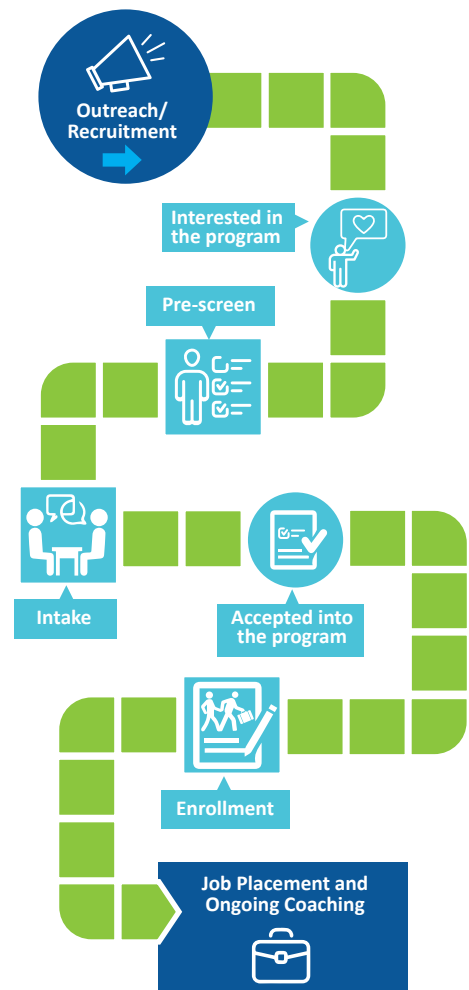 Outreach/
Recruitment
Interested in
the program
Pre-screen
Intake
Accepted into
the program
Enrollment
Job Placement and
Ongoing Coaching